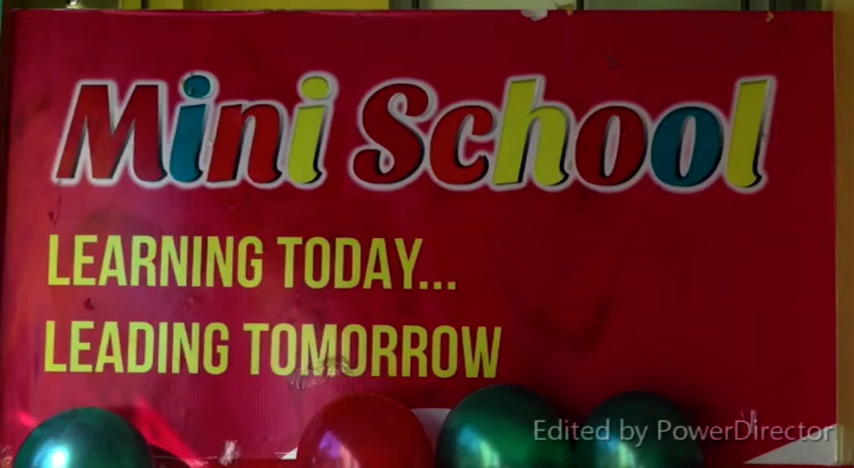 Mini School
LEARNING TODAY...
LEADING TOMORROW
Edited by PowerDirector